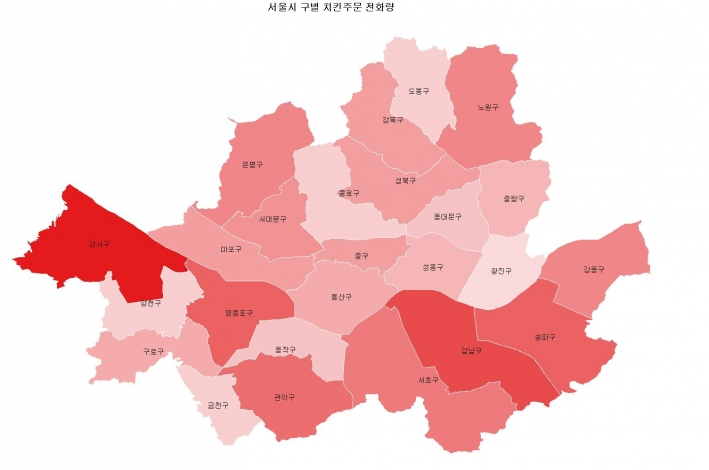 서울시 구별 치킨주문 전화량
도봉구
노원구
강북구
은평구
성북구
종로구
중랑구
서대문구
동대문구
강서구
마포구
중구
성동구
광진구
강동구
용산구
양천구
영등포구
송파구
구로구
동작구
강남구
서초구
관악구
금천구